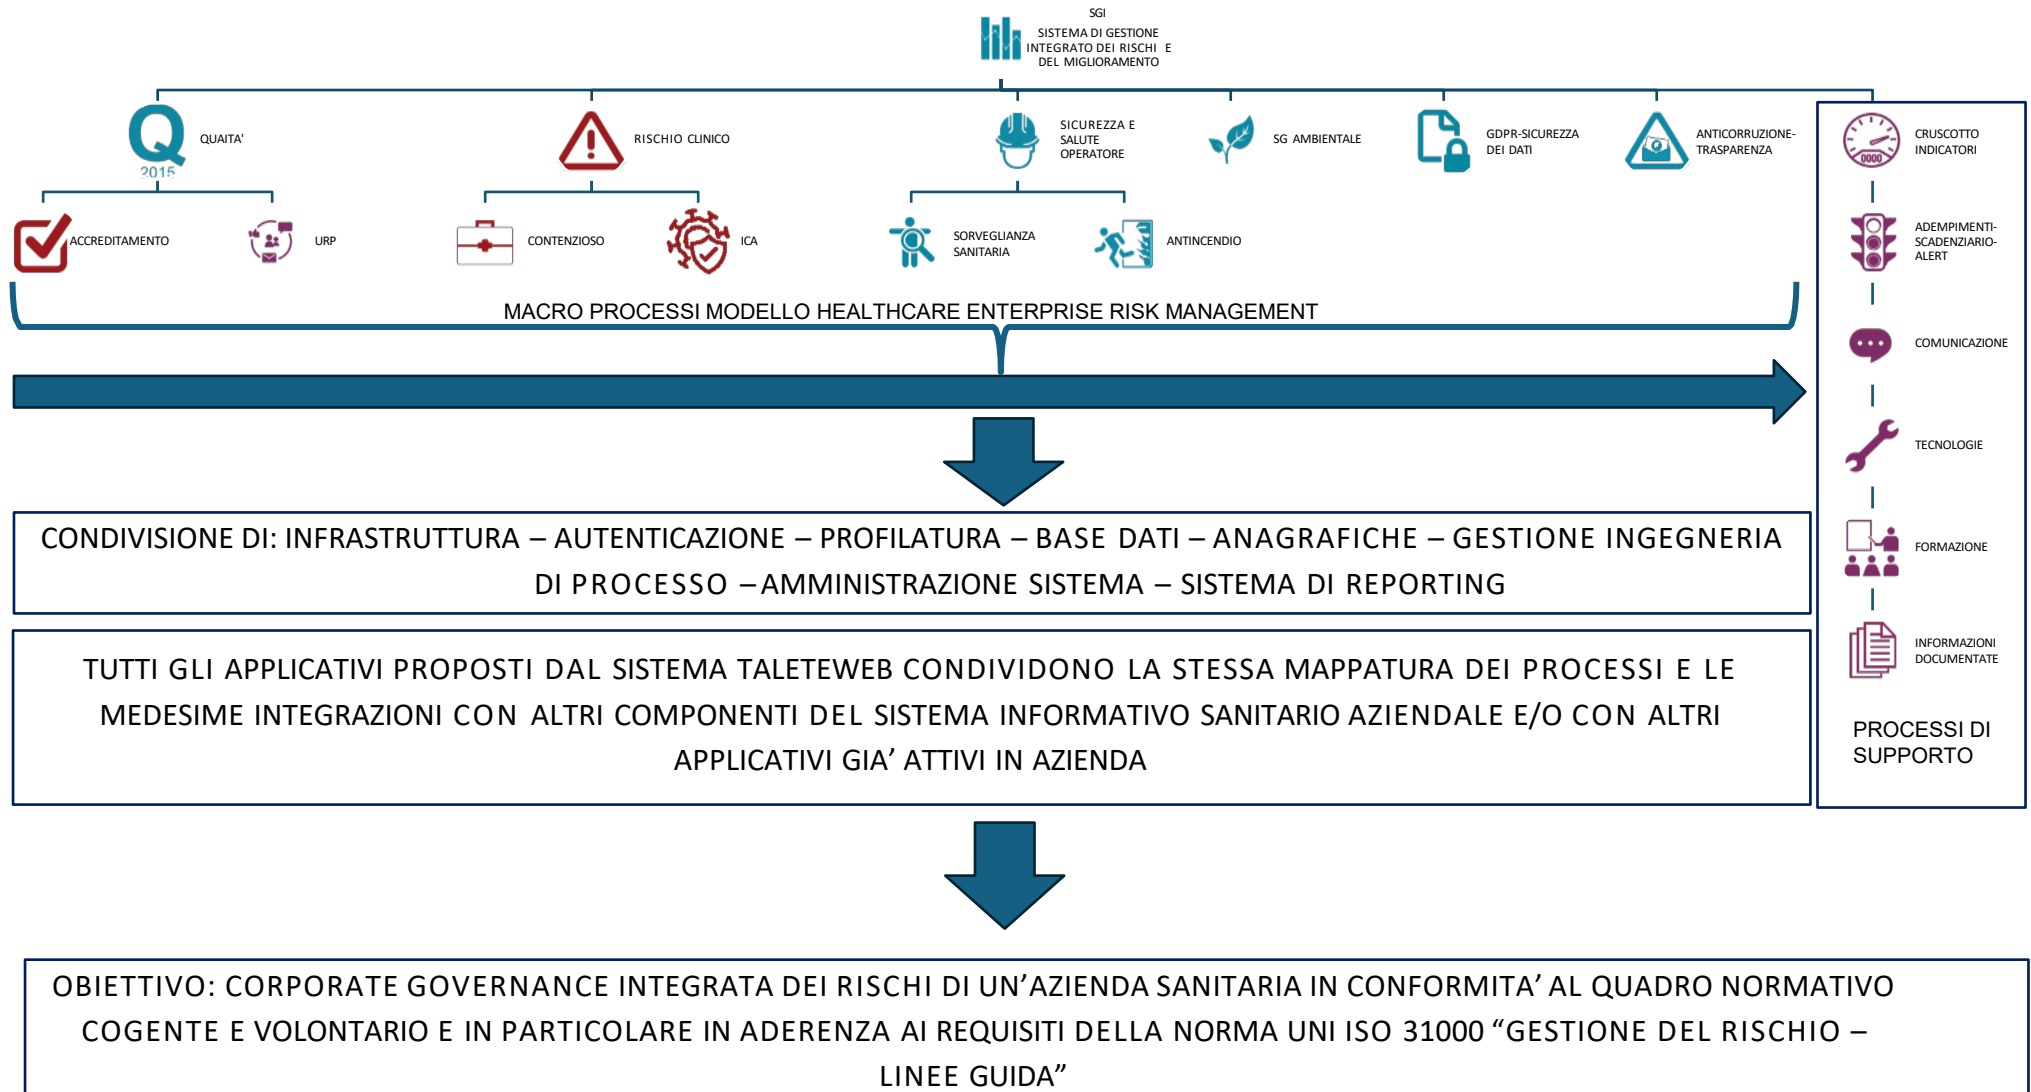 SGI
SISTEMA DI GESTIONE
INTEGRATO DEI RISCHI E
DEL MIGLIORAMENTO
Q
2015
QUAITA'
RISCHIO CLINICO
SICUREZZA E
SALUTE
OPERATORE
SG AMBIENTALE
GDPR-SICUREZZA
DEI DATI
ANTICORRUZIONE-
TRASPARENZA
0000
CRUSCOTTO
INDICATORI
ACCREDITAMENTO
URP
CONTENZIOSO
ICA
SORVEGLIANZA
SANITARIA
ANTINCENDIO
ADEMPIMENTI-
SCADENZIARIO-
ALERT
MACRO PROCESSI MODELLO HEALTHCARE ENTERPRISE RISK MANAGEMENT
COMUNICAZIONE
TECNOLOGIE
FORMAZIONE
INFORMAZIONI
DOCUMENTATE
PROCESSI DI
SUPPORTO
CONDIVISIONE DI: INFRASTRUTTURA – AUTENTICAZIONE – PROFILATURA – BASE DATI – ANAGRAFICHE – GESTIONE INGEGNERIA
DI PROCESSO – AMMINISTRAZIONE SISTEMA – SISTEMA DI REPORTING
TUTTI GLI APPLICATIVI PROPOSTI DAL SISTEMA TALETEWEB CONDIVIDONO LA STESSA MAPPATURA DEI PROCESSI E LE
MEDESIME INTEGRAZIONI CON ALTRI COMPONENTI DEL SISTEMA INFORMATIVO SANITARIO AZIENDALE E/O CON ALTRI
APPLICATIVI GIA’ ATTIVI IN AZIENDA
OBIETTIVO: CORPORATE GOVERNANCE INTEGRATA DEI RISCHI DI UN’AZIENDA SANITARIA IN CONFORMITA’ AL QUADRO NORMATIVO
COGENTE E VOLONTARIO E IN PARTICOLARE IN ADERENZA AI REQUISITI DELLA NORMA UNI ISO 31000 “GESTIONE DEL RISCHIO –
LINEE GUIDA”